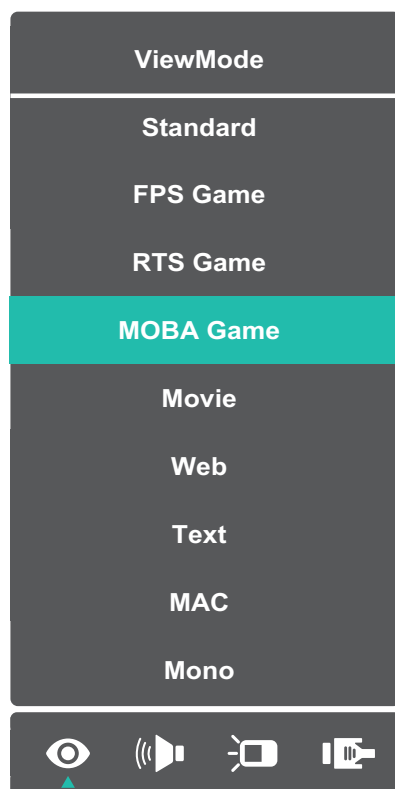 ViewMode
Standard
FPS Game
RTS Game
MOBA Game
Movie
Web
Text
MAC
Mono